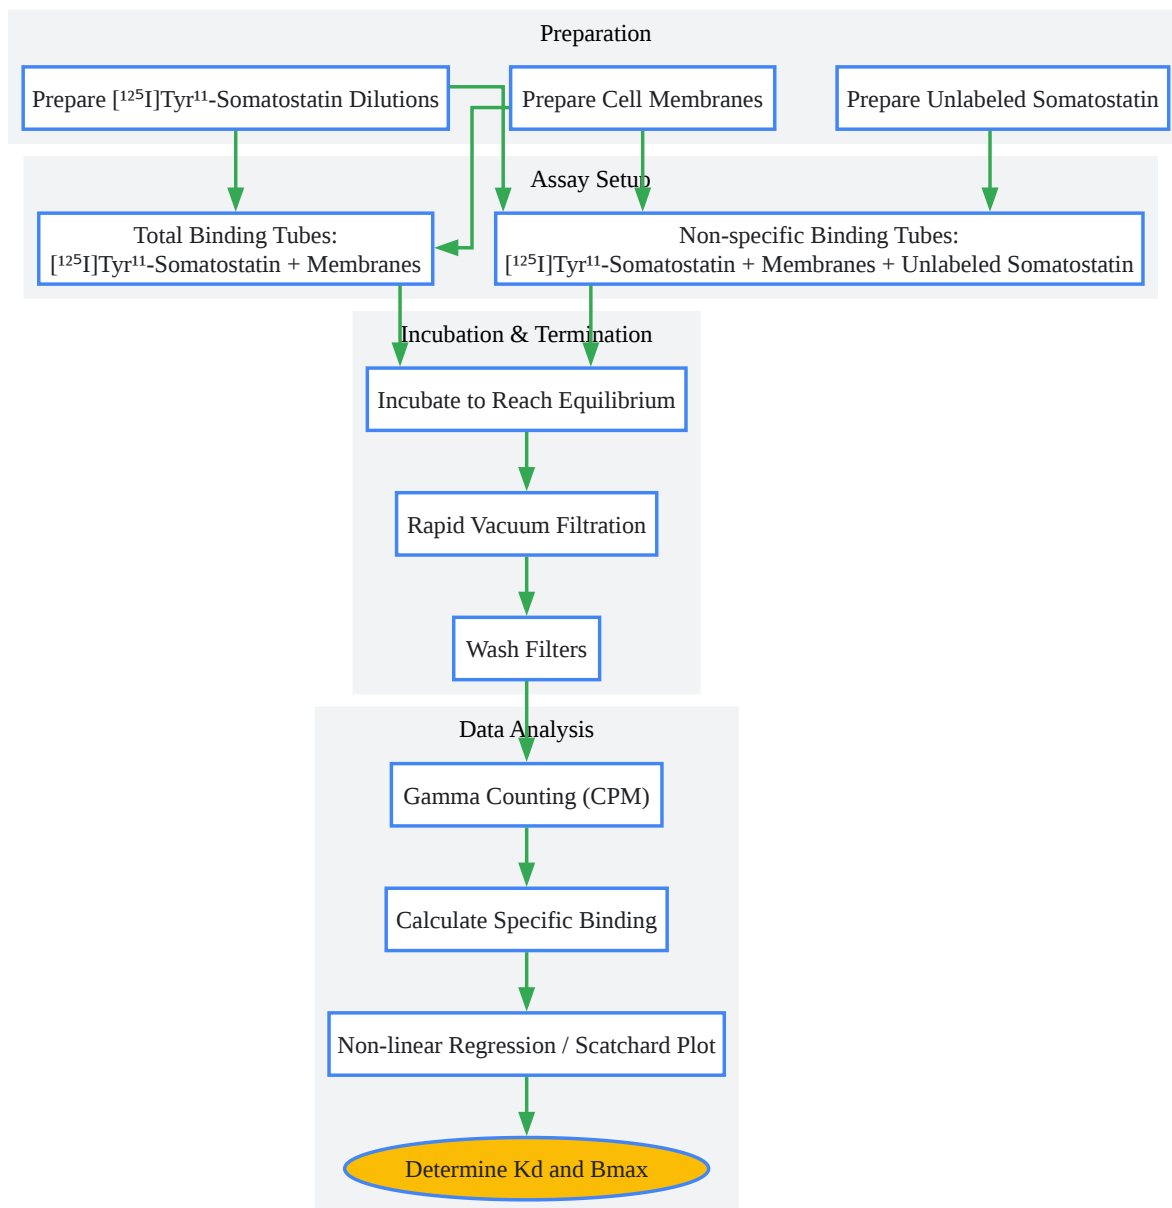 Preparation
Prepare [¹²⁵I]Tyr¹¹-Somatostatin Dilutions
Prepare Cell Membranes
Prepare Unlabeled Somatostatin
Assay Setup
Total Binding Tubes:
[¹²⁵I]Tyr¹¹-Somatostatin + Membranes
Non-specific Binding Tubes:
[¹²⁵I]Tyr¹¹-Somatostatin + Membranes + Unlabeled Somatostatin
Incubation & Termination
Incubate to Reach Equilibrium
Rapid Vacuum Filtration
Wash Filters
Data Analysis
Gamma Counting (CPM)
Calculate Specific Binding
Non-linear Regression / Scatchard Plot
Determine Kd and Bmax